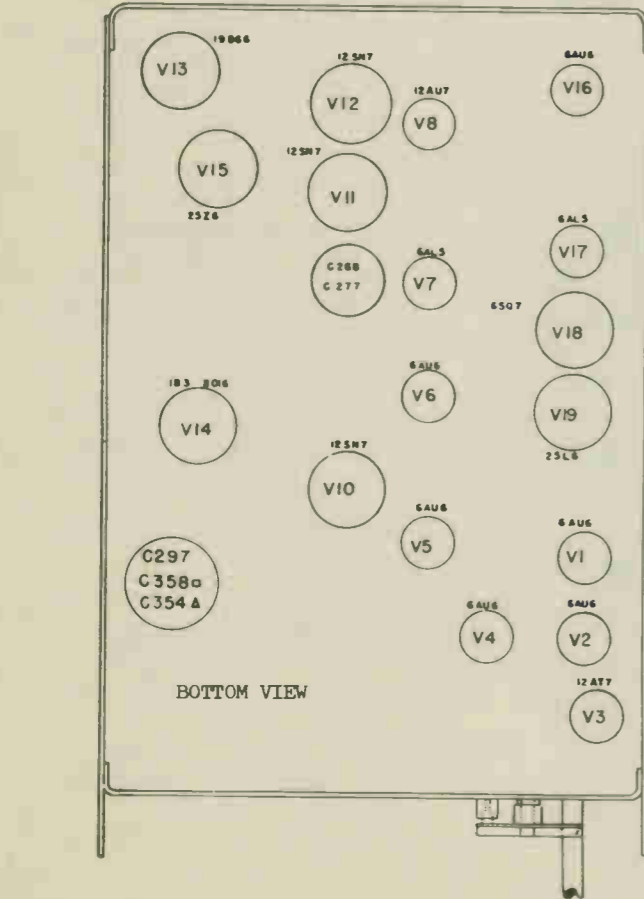 19BG6
V13
12SN7
V12
12AU7
V8
6AU6
V16
V15
25Z6
12SN7
V11
C268
C277
6AL5
V7
6AL5
V17
6SQ7
V18
6AU6
V6
V19
25L6
V14
12SN7
V10
6AU6
V5
6AU6
V1
C297
C358□
C354△
6AU6
V4
6AU6
V2
12AT7
V3
BOTTOM VIEW